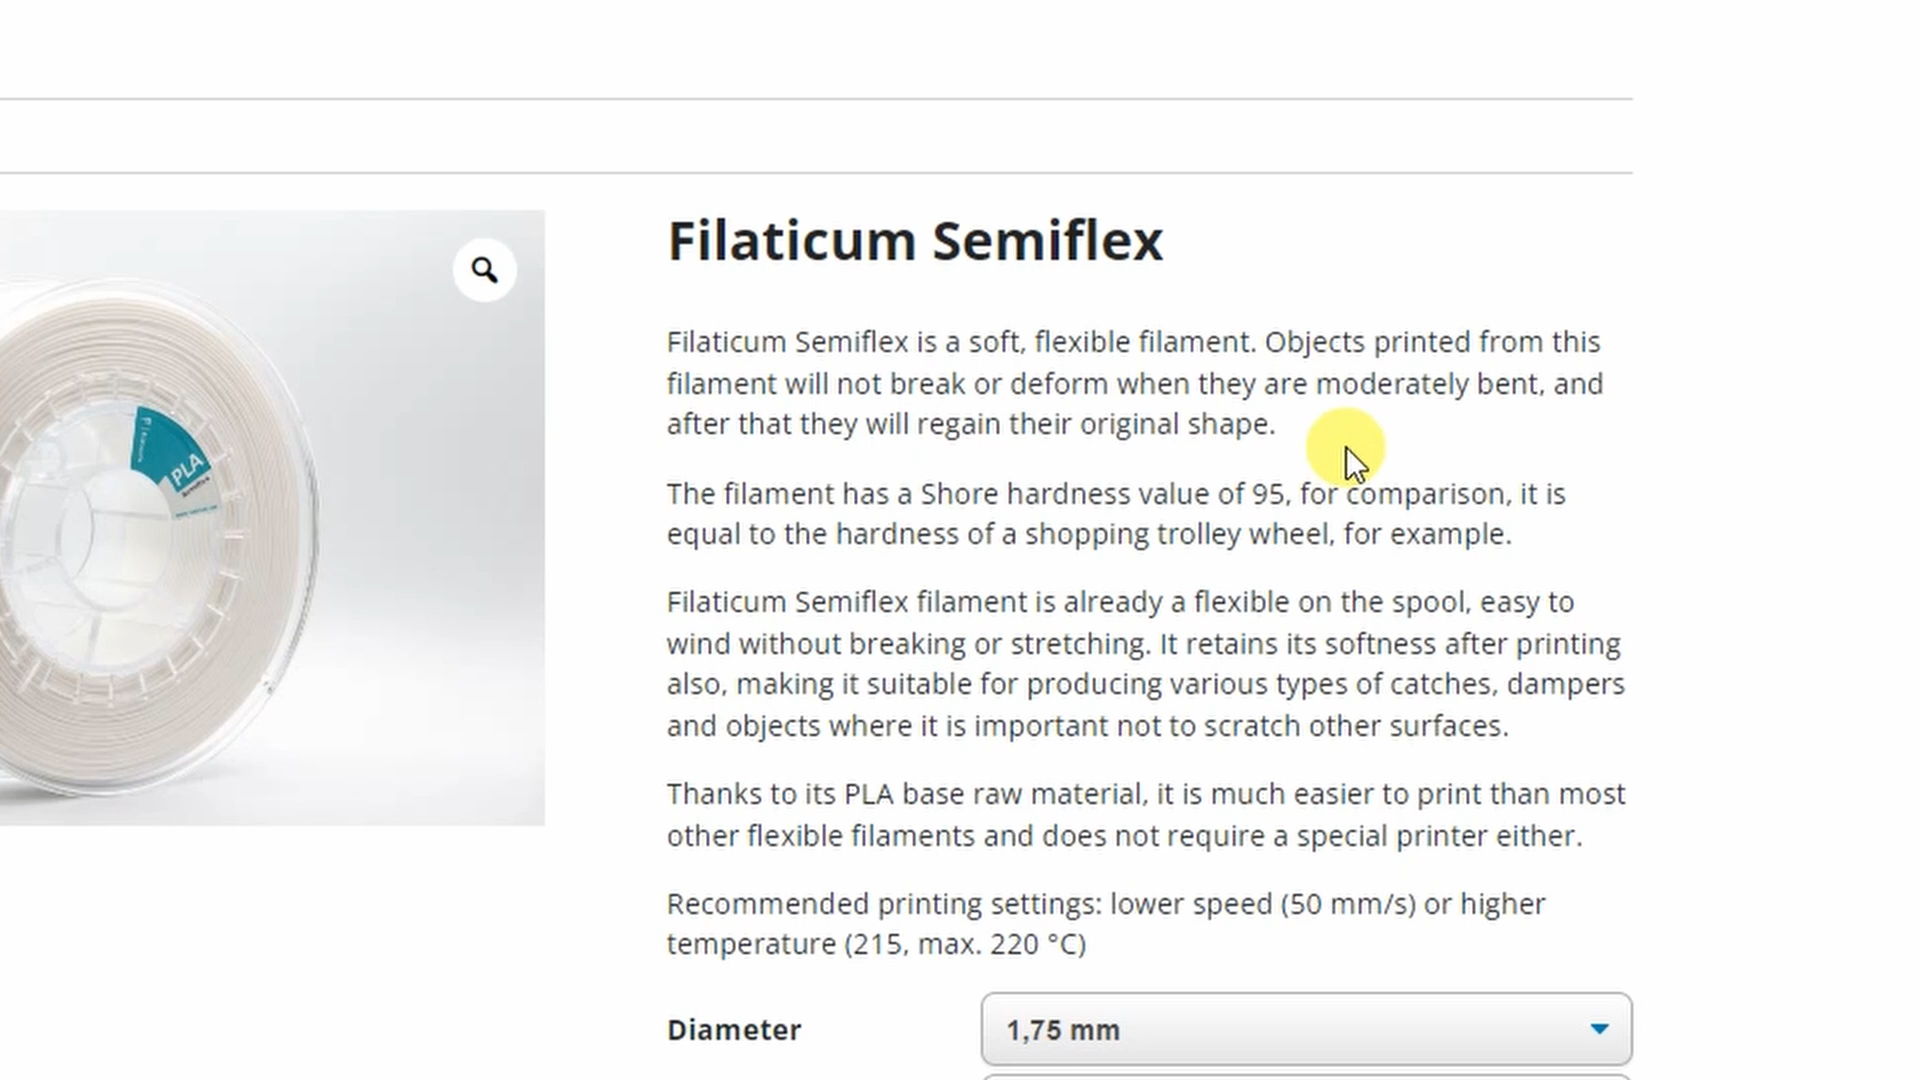 Filaticum Semiflex
Filaticum Semiflex is a soft, flexible filament. Objects printed from this
filament will not break or deform when they are moderately bent, and
after that they will regain their original shape.
The filament has a Shore hardness value of 95, for comparison, it is
equal to the hardness of a shopping trolley wheel, for example.
Filaticum Semiflex filament is already a flexible on the spool, easy to
wind without breaking or stretching. It retains its softness after printing
also, making it suitable for producing various types of catches, dampers
and objects where it is important not to scratch other surfaces.
Thanks to its PLA base raw material, it is much easier to print than most
other flexible filaments and does not require a special printer either.
Recommended printing settings: lower speed (50 mm/s) or higher
temperature (215, max. 220 °C)
Diameter
1,75 mm
PLA